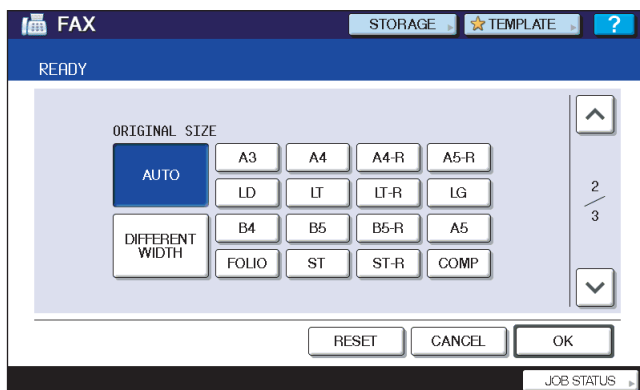 FAX
STORAGE
TEMPLATE
?
READY
ORIGINAL SIZE
AUTO
A3 A4 A4-R A5-R
LD LT LT-R LG
DIFFERENT
WIDTH
B4 B5 B5-R A5
FOLIO ST ST-R COMP
2
3
RESET CANCEL OK
JOB STATUS